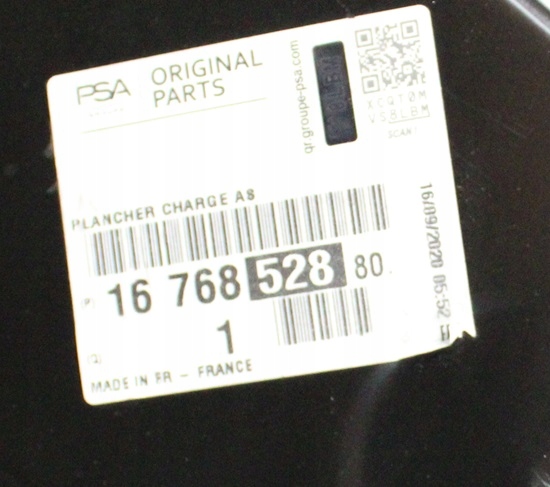 PSA
ORIGINAL
PARTS
qr.groupe-psa.com
XCQT0M
VS8LBM
SCAN!
PLANCHER CHARGE AS
16/09/2020 05:52
(P) 16 768 528 80
(Q) 1
MADE IN FR - FRANCE